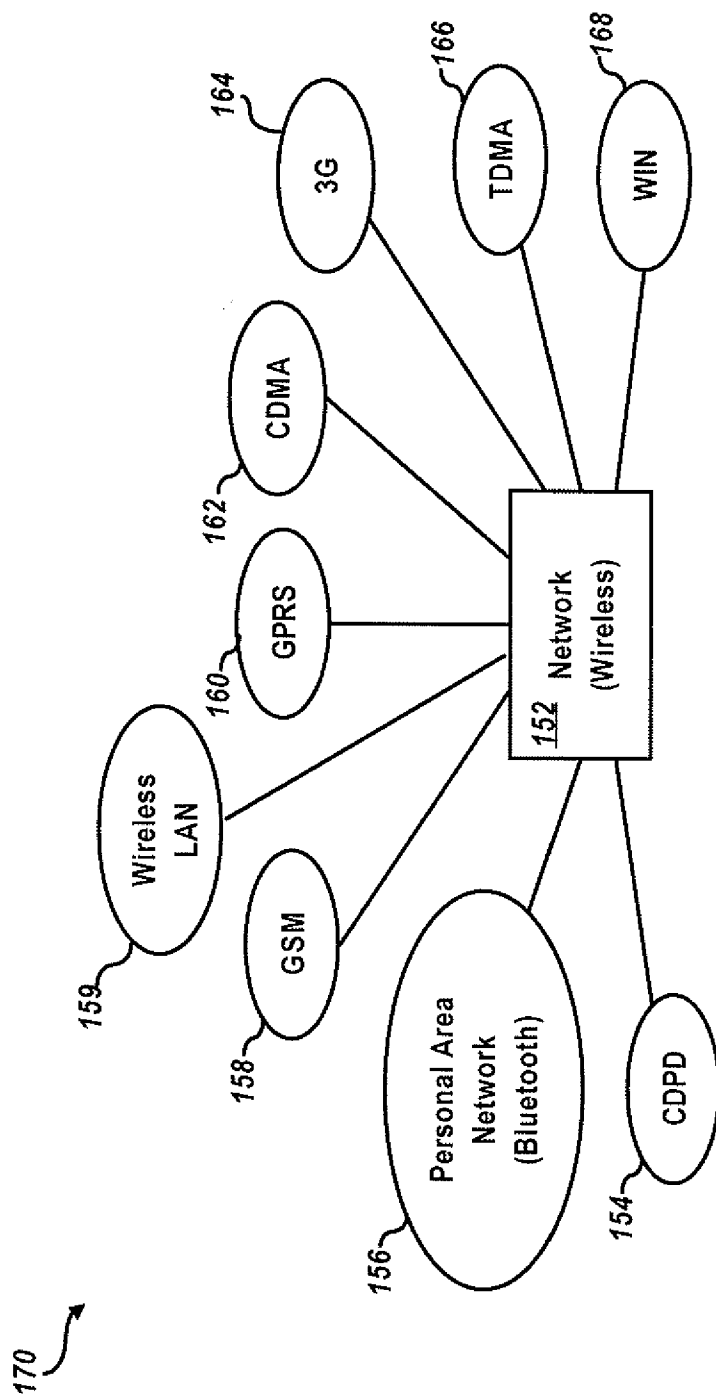 170
159
Wireless
LAN
164
3G
162
CDMA
160
GPRS
158
GSM
166
TDMA
156
Personal Area
Network
(Bluetooth)
168
WIN
154
CDPD
152
Network
(Wireless)